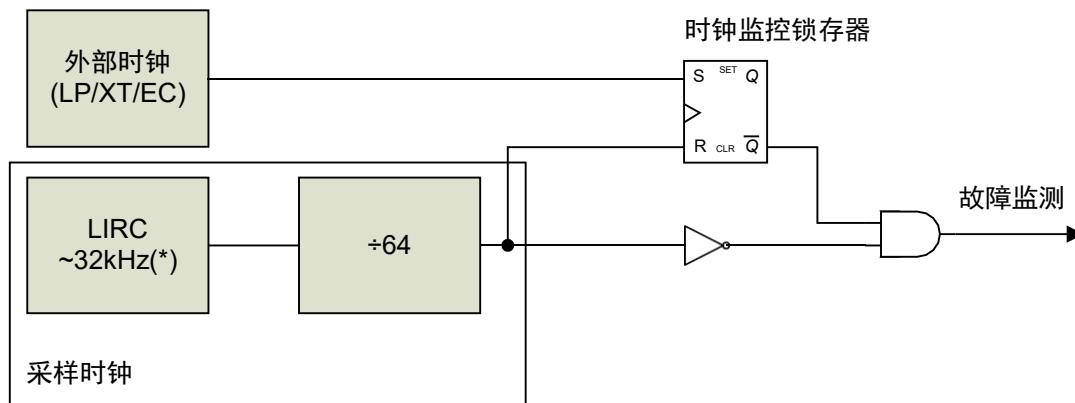 时钟监控锁存器
外部时钟
(LP/XT/EC)
S SET Q
R CLR Q̅
LIRC
~32kHz(*)
÷64
故障监测
采样时钟